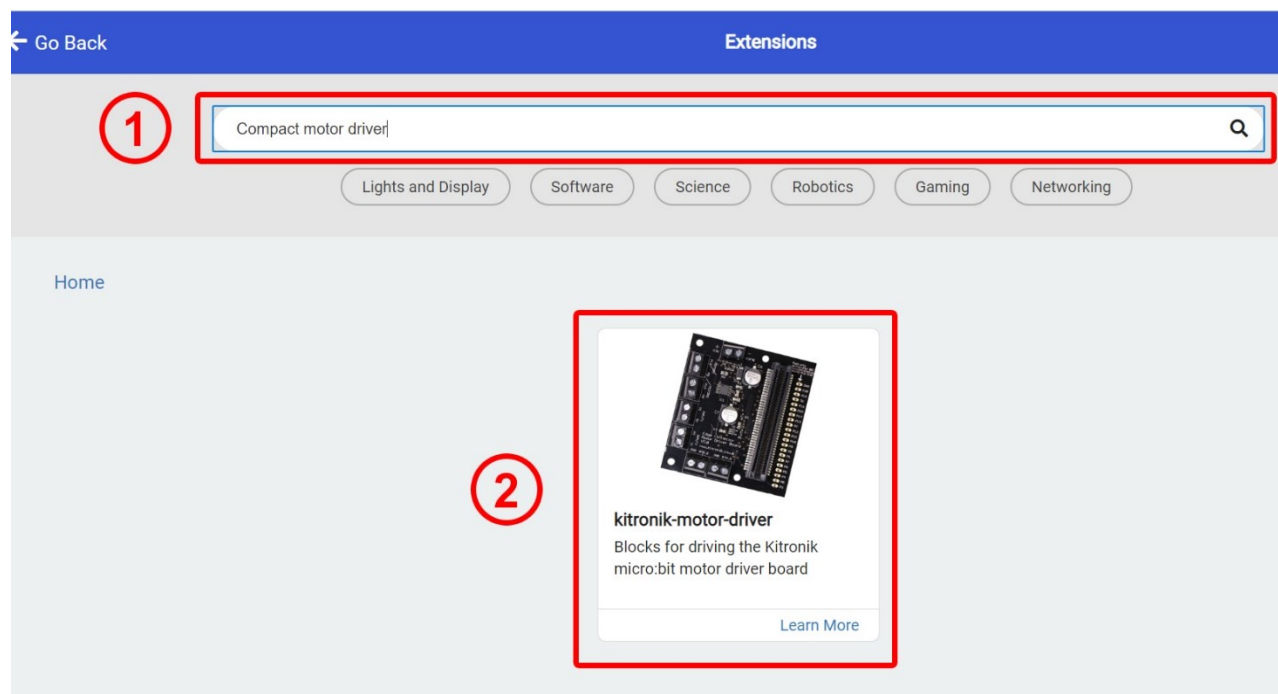 Go Back
Extensions
1
Compact motor driver
Lights and Display
Software
Science
Robotics
Gaming
Networking
Home
2
kitronik-motor-driver
Blocks for driving the Kitronik
micro:bit motor driver board
Learn More